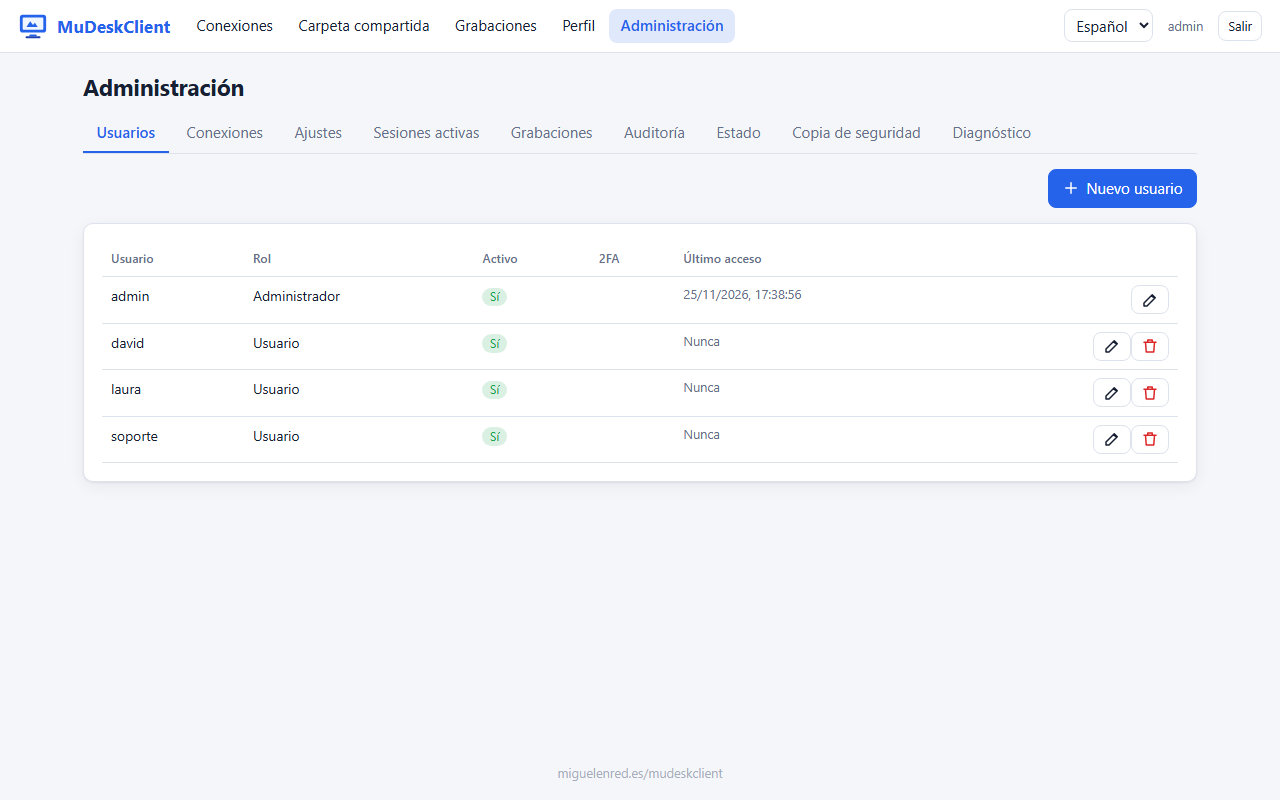 MuDeskClient Conexiones Carpeta compartida Grabaciones Perfil Administración Español admin Salir
Administración
Usuarios Conexiones Ajustes Sesiones activas Grabaciones Auditoría Estado Copia de seguridad Diagnóstico
Nuevo usuario
Usuario Rol Activo 2FA Último acceso
admin Administrador Sí 25/11/2026, 17:38:56
david Usuario Sí Nunca
laura Usuario Sí Nunca
soporte Usuario Sí Nunca
miguelenred.es/mudeskclient